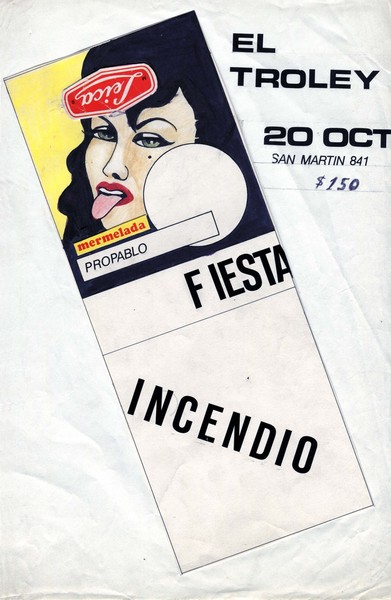 EL
TROLEY
20 OCT
SAN MARTIN 841
$150
Leica
mermelada
PROPABLO
FIESTA
INCENDIO